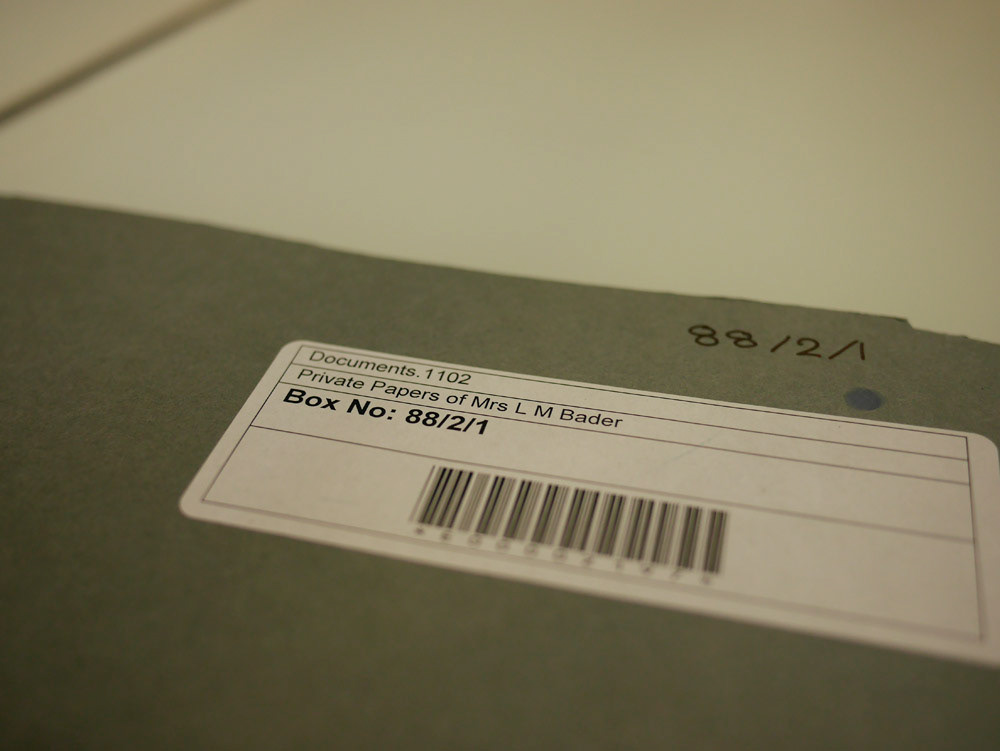 88/2/1
Documents.1102
Private Papers of Mrs L M Bader
Box No: 88/2/1